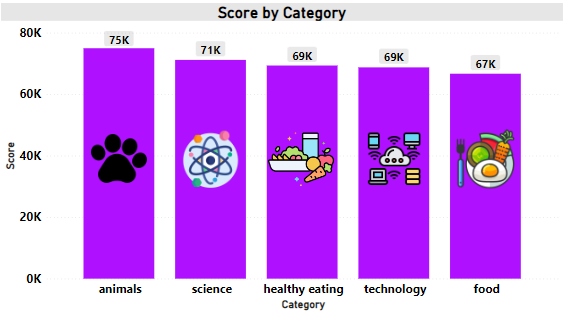 Score by Category
80K
60K
40K
20K
0K
Score
75K
71K
69K
69K
67K
animals
science
healthy eating
technology
food
Category